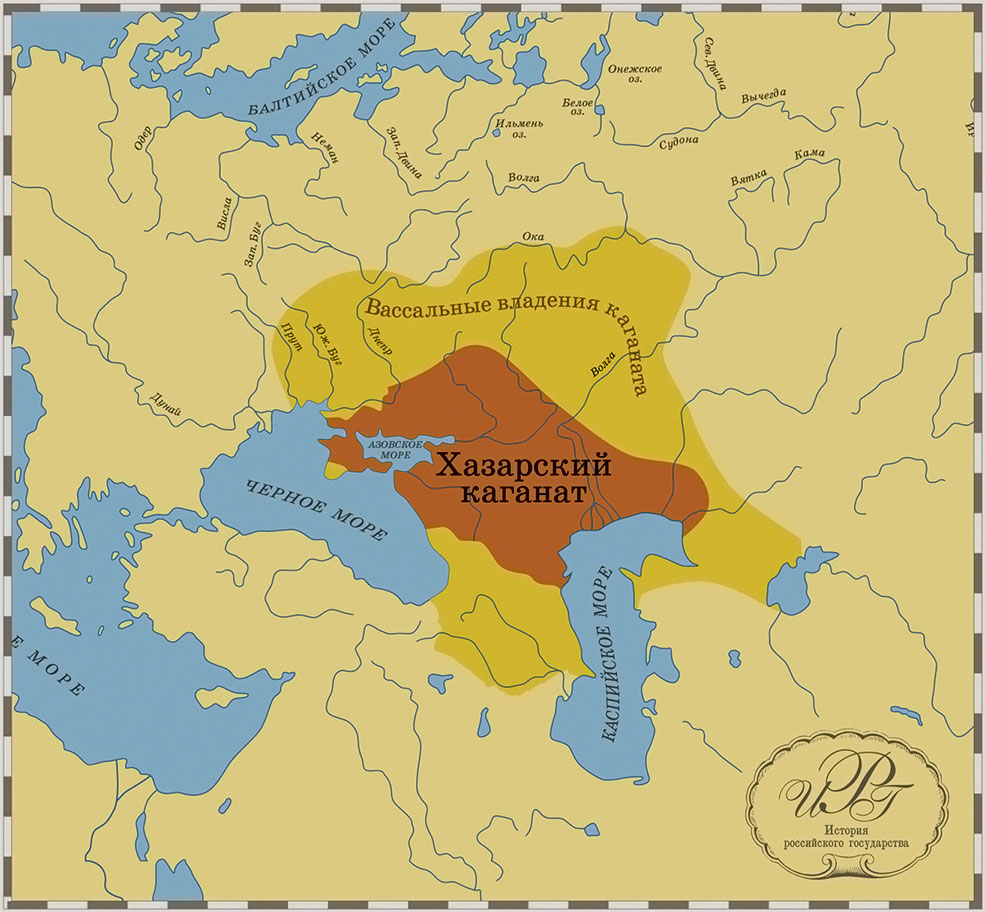 БАЛТИЙСКОЕ МОРЕ
Онежское
оз.
Сев. Двина
Вычегда
Белое
оз.
Ильмень
оз.
Одер
Неман
Зап. Двина
Судона
Кама
Вятка
Волга
Висла
Зап. Буг
Ока
Вассальные владения каганата
Прут
Юж. Буг
Днепр
Волга
Дунай
АЗОВСКОЕ
МОРЕ
Хазарский
каганат
ЧЕРНОЕ МОРЕ
КАСПИЙСКОЕ МОРЕ
Е МОРЕ
ИРГ
История
российского государства